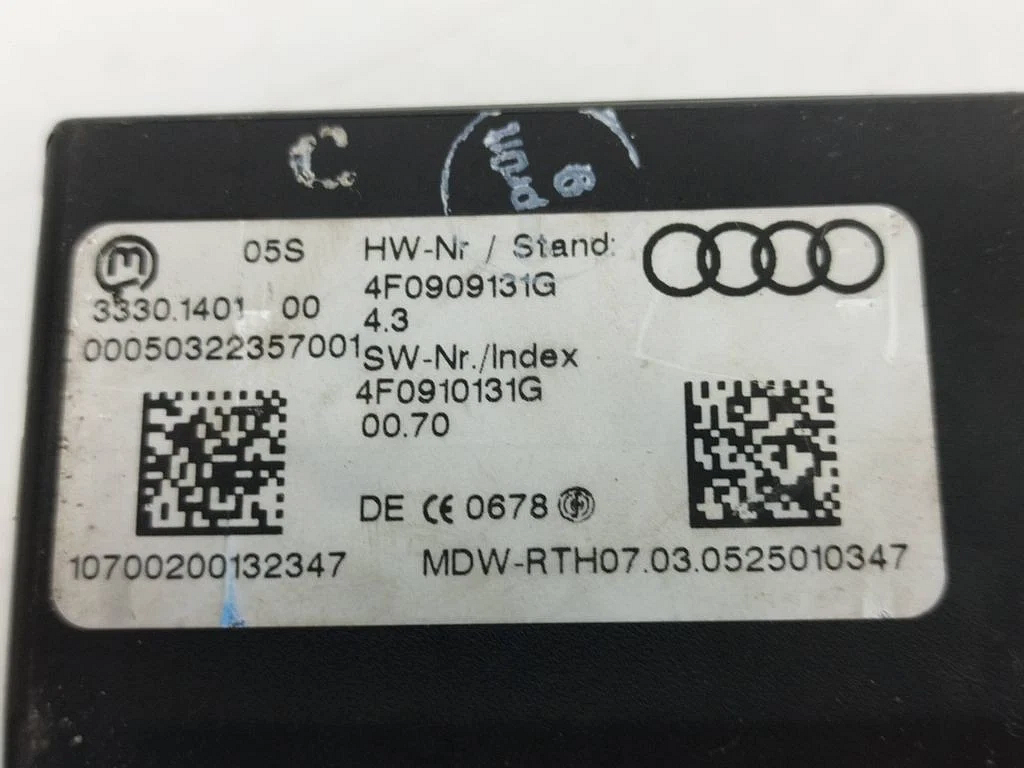 C
05S
3330.1401 00
00050322357001
HW-Nr / Stand:
4F0909131G
4.3
SW-Nr./Index
4F0910131G
00.70
DE CE 0678
10700200132347
MDW-RTH07.03.0525010347